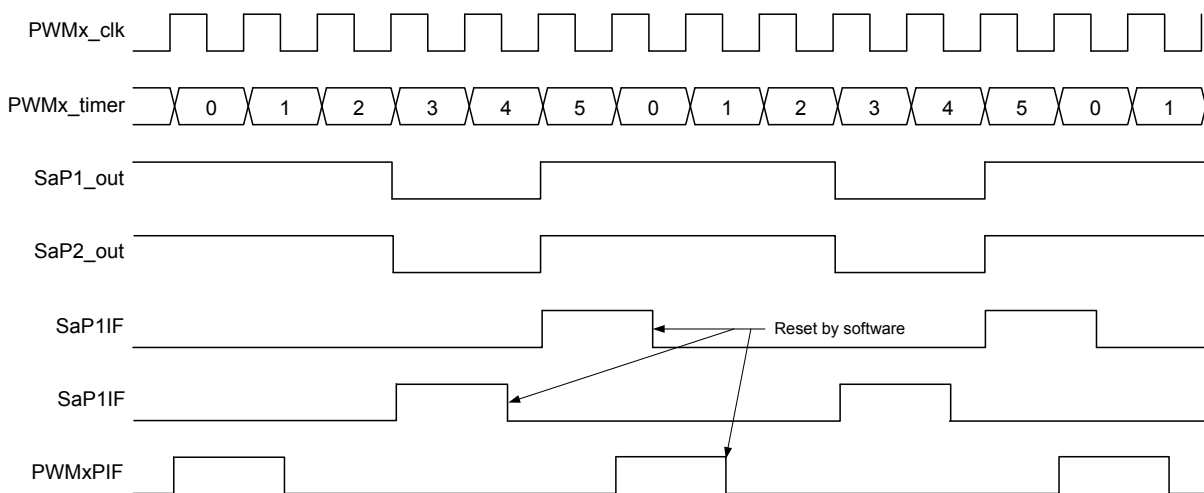 PWMx_clk
PWMx_timer 0 1 2 3 4 5 0 1 2 3 4 5 0 1
SaP1_out
SaP2_out
SaP1IF
Reset by software
SaP1IF
PWMxPIF